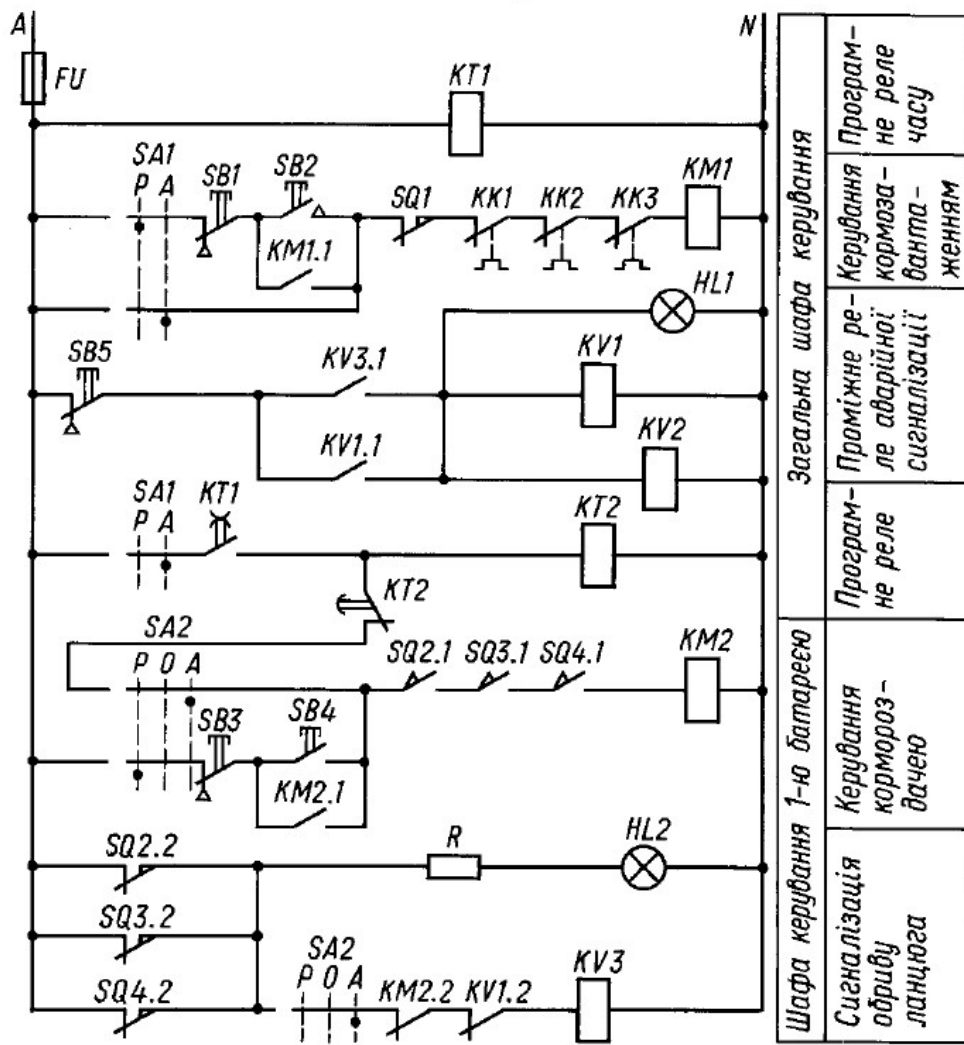 A
N
FU
KT1
SA1
P A
SB1
SB2
SQ1
KK1
KK2
KK3
KM1
KM1.1
HL1
SB5
KV3.1
KV1
KV1.1
KV2
SA1
P A
KT1
KT2
KT2
SA2
P O A
SQ2.1
SQ3.1
SQ4.1
KM2
SB3
SB4
KM2.1
SQ2.2
R
HL2
SQ3.2
SA2
P O A
KM2.2
KV1.2
KV3
SQ4.2
Загальна шафа керування
Програм-
не реле
часу
Керування
кормоза-
ванта-
женням
Проміжне ре-
ле аварійної
сигналізації
Програм-
не реле
Шафа керування 1-ю батареєю
Керування
кормороз-
дачею
Сигналізація
обриву
ланцюга